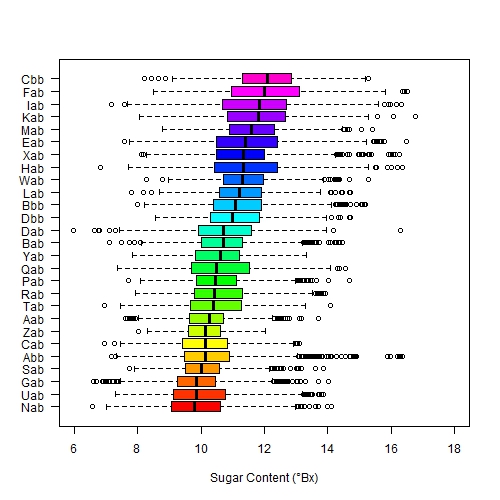 Cbb
Fab
Iab
Kab
Mab
Eab
Xab
Hab
Wab
Lab
Bbb
Dbb
Dab
Bab
Yab
Qab
Pab
Rab
Tab
Aab
Zab
Cab
Abb
Sab
Gab
Uab
Nab
6 8 10 12 14 16 18
Sugar Content (°Bx)